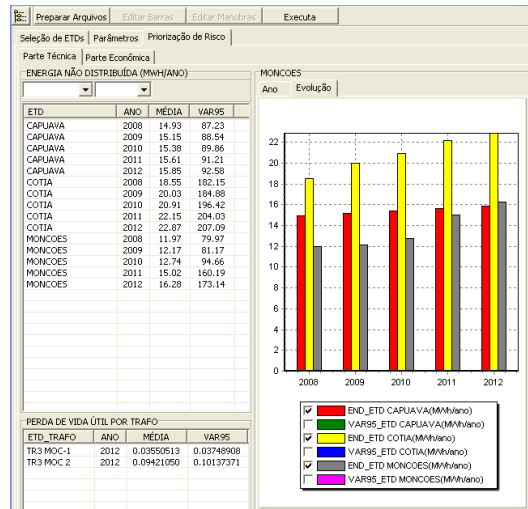 Preparar Arquivos Editar Barras Editar Manobras Executa
Seleção de ETDs Parâmetros Priorização de Risco
Parte Técnica Parte Econômica
ENERGIA NÃO DISTRIBUÍDA (MWH/ANO)
ETD ANO MÉDIA VAR95
CAPUAVA 2008 14.93 87.23
CAPUAVA 2009 15.15 88.54
CAPUAVA 2010 15.38 89.86
CAPUAVA 2011 15.61 91.21
CAPUAVA 2012 15.85 92.58
COTIA 2008 18.55 182.15
COTIA 2009 20.03 184.88
COTIA 2010 20.91 196.42
COTIA 2011 22.15 204.03
COTIA 2012 22.87 207.09
MONCOES 2008 11.97 79.97
MONCOES 2009 12.17 81.17
MONCOES 2010 12.74 94.66
MONCOES 2011 15.02 160.19
MONCOES 2012 16.28 173.14
PERDA DE VIDA ÚTIL POR TRAFO
ETD_TRAFO ANO MÉDIA VAR95
TR3 MOC-1 2012 0.03550513 0.03748908
TR3 MOC 2 2012 0.09421050 0.10137371
MONCOES
Ano Evolução
22
20
18
16
14
12
10
8
6
4
2
0
2008 2009 2010 2011 2012
END_ETD CAPUAVA(MWh/ano)
VAR95_ETD CAPUAVA(MWh/ano)
END_ETD COTIA(MWh/ano)
VAR95_ETD COTIA(MWh/ano)
END_ETD MONCOES(MWh/ano)
VAR95_ETD MONCOES(MWh/ano)